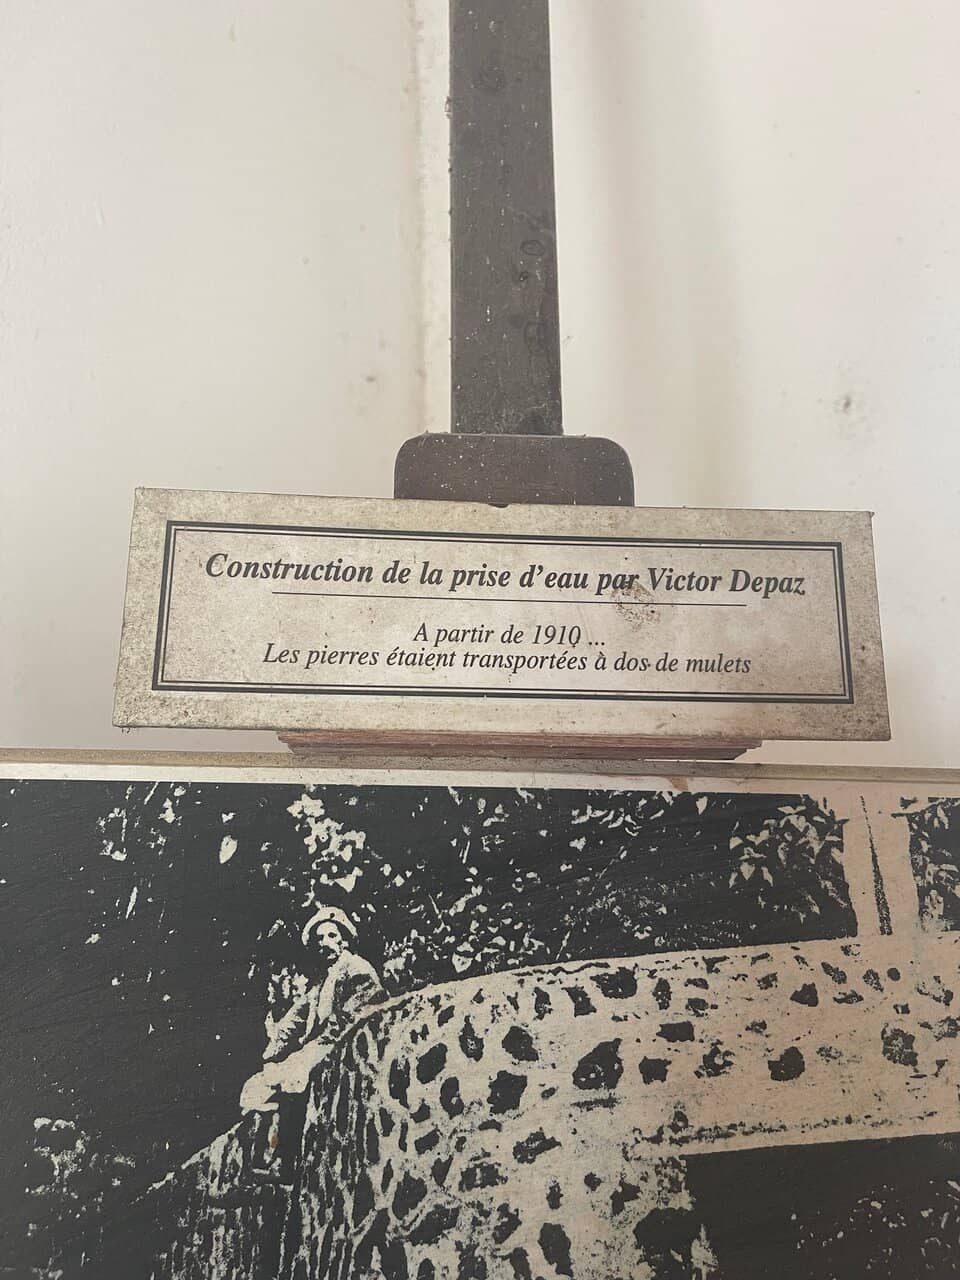 Construction de la prise d'eau par Victor Depaz
A partir de 1910 ...
Les pierres étaient transportées à dos de mulets